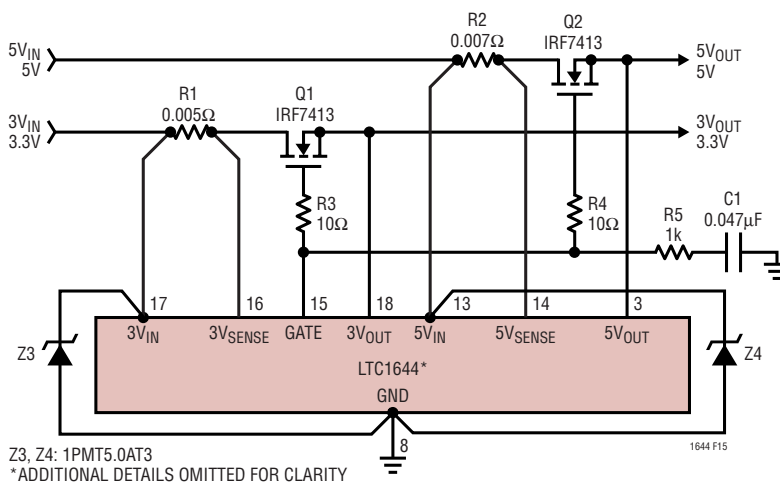 5VIN
5V
R2
0.007Ω
Q2
IRF7413
5VOUT
5V
3VIN
3.3V
R1
0.005Ω
Q1
IRF7413
3VOUT
3.3V
R3
10Ω
R4
10Ω
R5
1k
C1
0.047µF
17
16
15
18
13
14
3
3VIN
3VSENSE
GATE
3VOUT
5VIN
5VSENSE
5VOUT
Z3
LTC1644*
Z4
GND
8
1644 F15
Z3, Z4: 1PMT5.0AT3
*ADDITIONAL DETAILS OMITTED FOR CLARITY